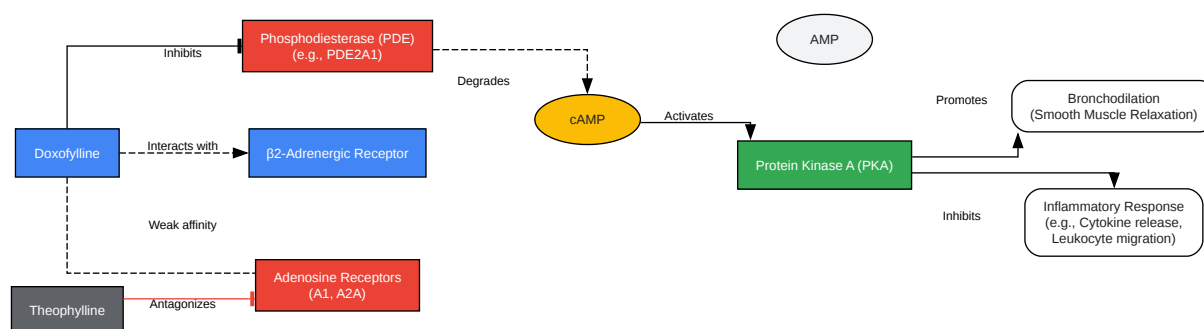 Phosphodiesterase (PDE)
(e.g., PDE2A1)
Inhibits
AMP
Degrades
Promotes
Bronchodilation
(Smooth Muscle Relaxation)
cAMP
Activates
Doxofylline
Interacts with
β2-Adrenergic Receptor
Protein Kinase A (PKA)
Inhibits
Inflammatory Response
(e.g., Cytokine release,
Leukocyte migration)
Weak affinity
Adenosine Receptors
(A1, A2A)
Theophylline
Antagonizes